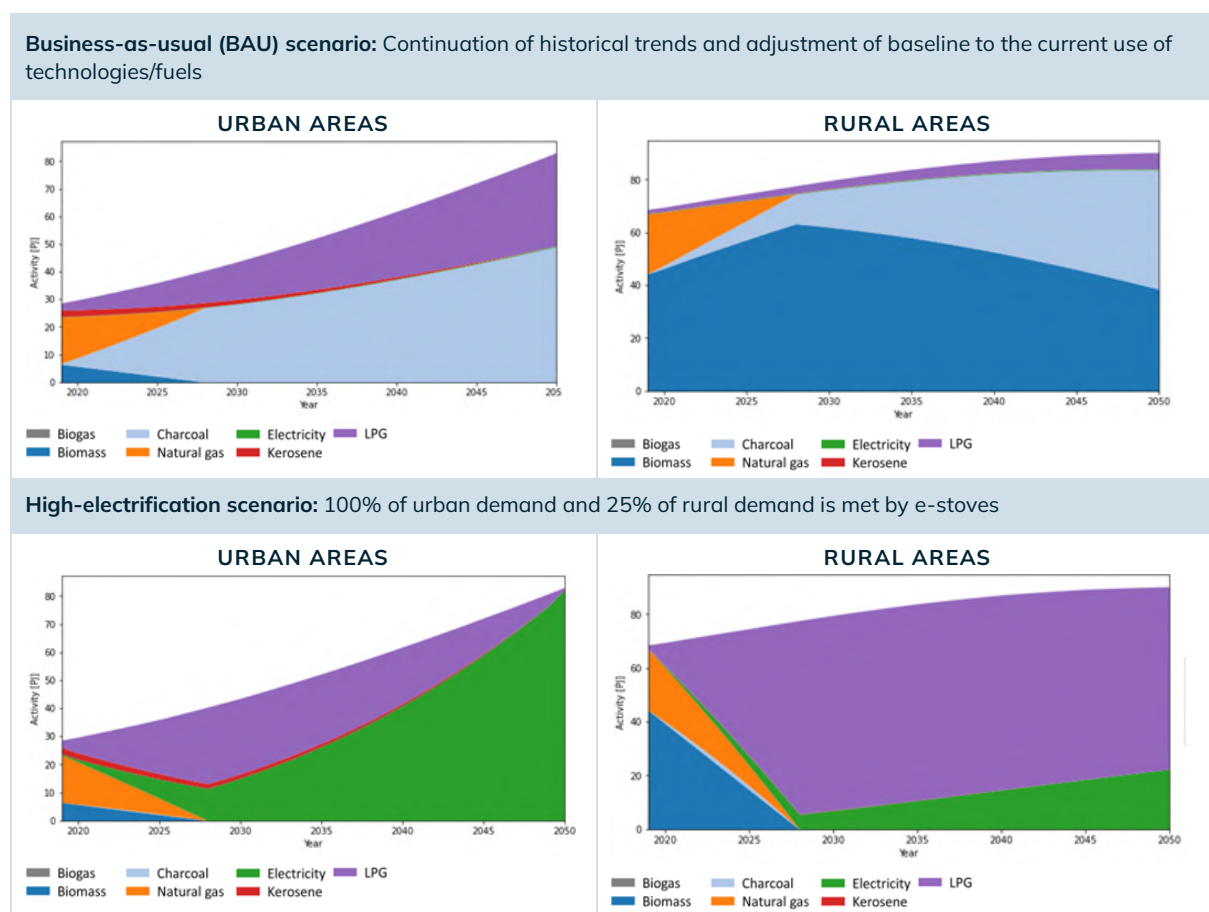 Business-as-usual (BAU) scenario: Continuation of historical trends and adjustment of baseline to the current use of
technologies/fuels
URBAN AREAS
Activity [PJ]
80
70
60
50
40
30
20
10
0
2020 2025 2030 2035 2040 2045 205
Year
Biogas Charcoal Electricity LPG
Biomass Natural gas Kerosene
RURAL AREAS
Activity [PJ]
80
60
40
20
0
2020 2025 2030 2035 2040 2045 2050
Year
Biogas Charcoal Electricity LPG
Biomass Natural gas Kerosene
High-electrification scenario: 100% of urban demand and 25% of rural demand is met by e-stoves
URBAN AREAS
Activity [PJ]
80
70
60
50
40
30
20
10
0
2020 2025 2030 2035 2040 2045 2050
Year
Biogas Charcoal Electricity LPG
Biomass Natural gas Kerosene
RURAL AREAS
Activity [PJ]
80
60
40
20
0
2020 2025 2030 2035 2040 2045 2050
Year
Biogas Charcoal Electricity LPG
Biomass Natural gas Kerosene